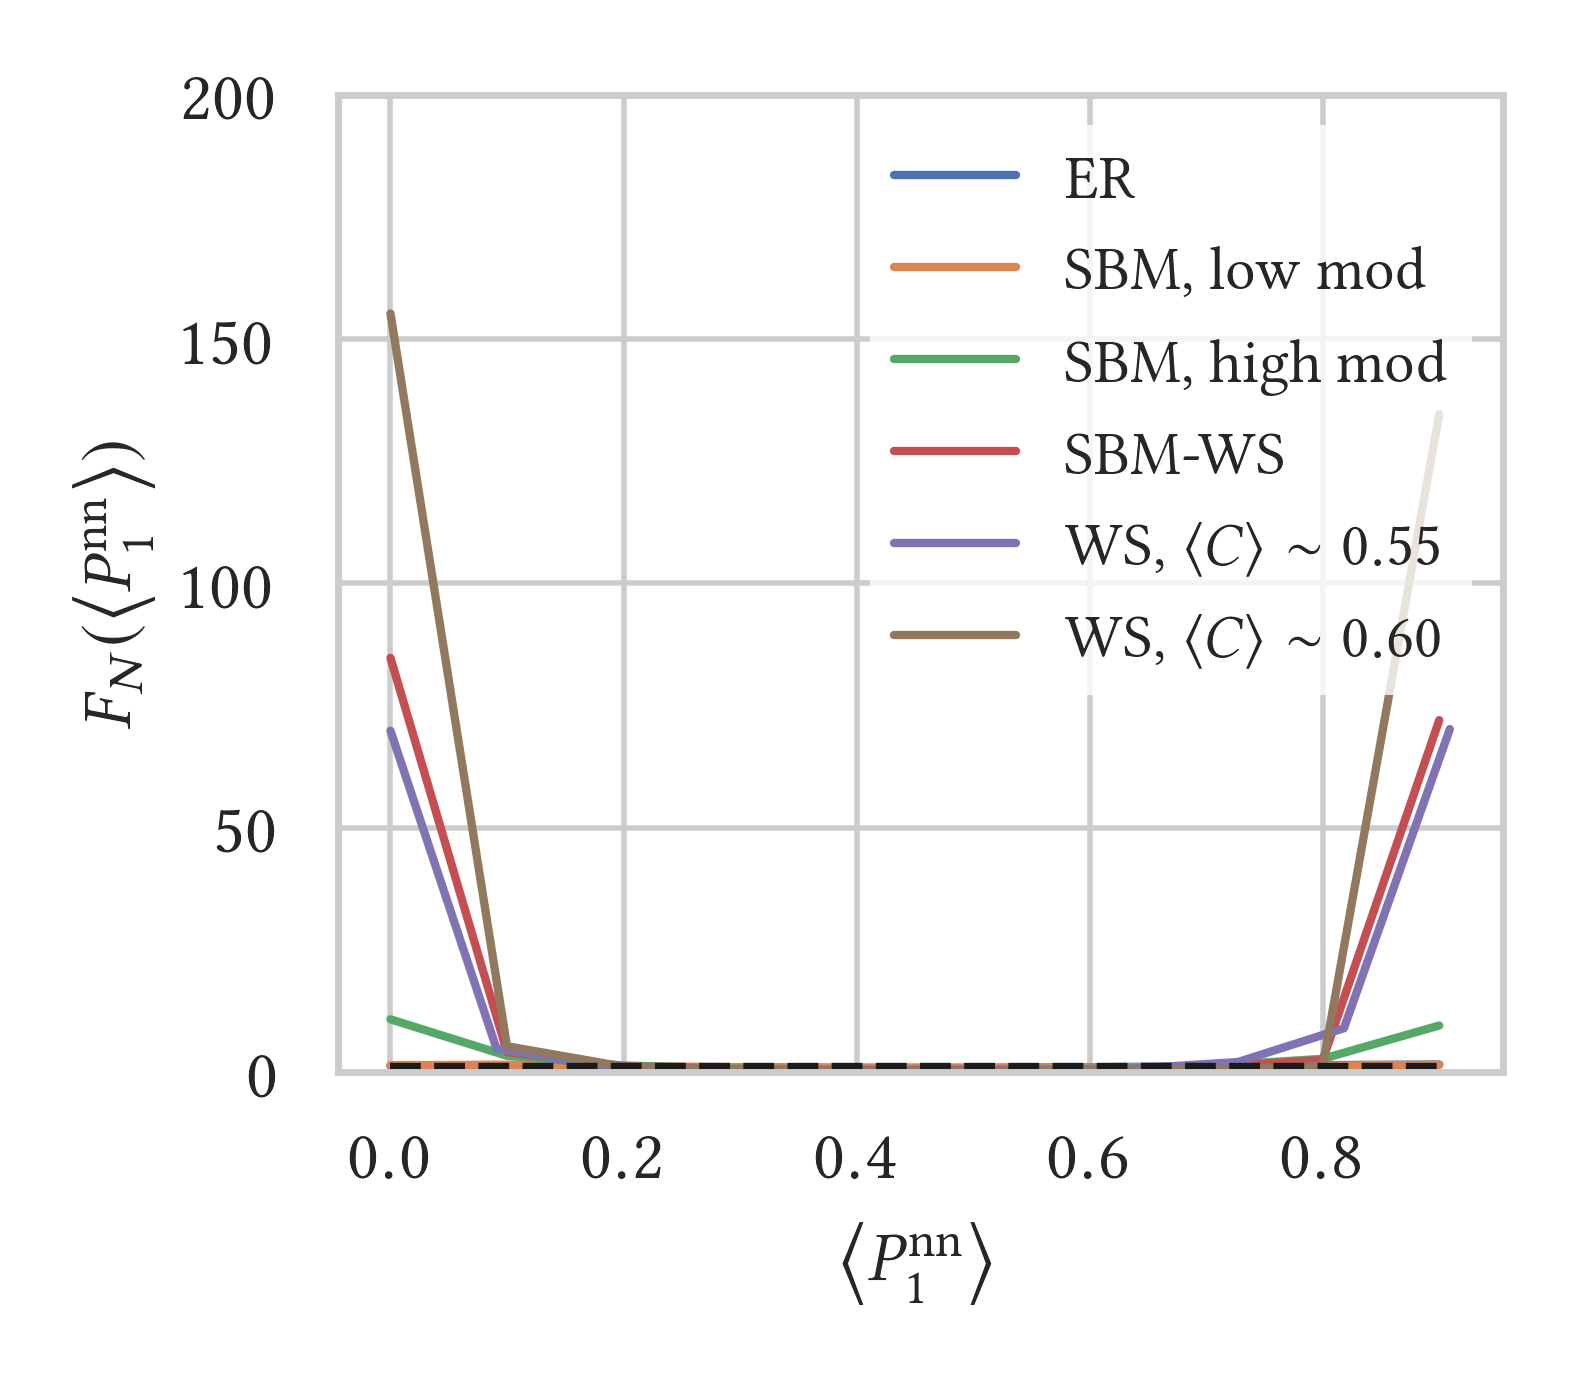 200
150
100
50
0
F_N(⟨P_1^nn⟩)
ER
SBM, low mod
SBM, high mod
SBM-WS
WS, ⟨C⟩ ~ 0.55
WS, ⟨C⟩ ~ 0.60
0.0 0.2 0.4 0.6 0.8
⟨P_1^nn⟩